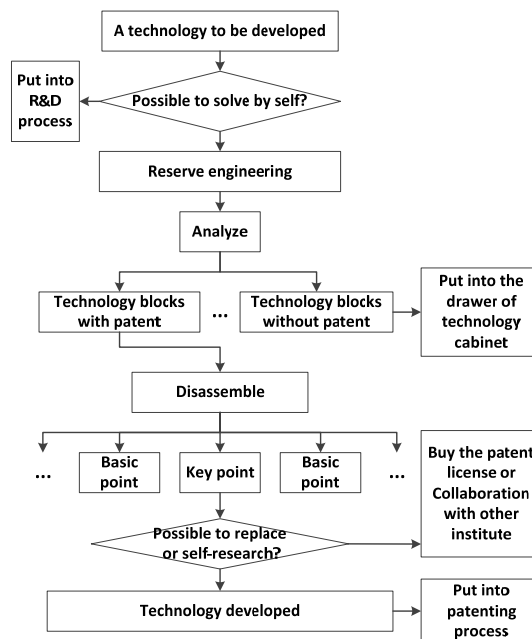 A technology to be developed
Put into
R&D
process
Possible to solve by self?
Reserve engineering
Analyze
Technology blocks
with patent
...
Technology blocks
without patent
Put into the
drawer of
technology
cabinet
Disassemble
...
Basic
point
Key point
Basic
point
...
Buy the patent
license or
Collaboration
with other
institute
Possible to replace
or self-research?
Technology developed
Put into
patenting
process